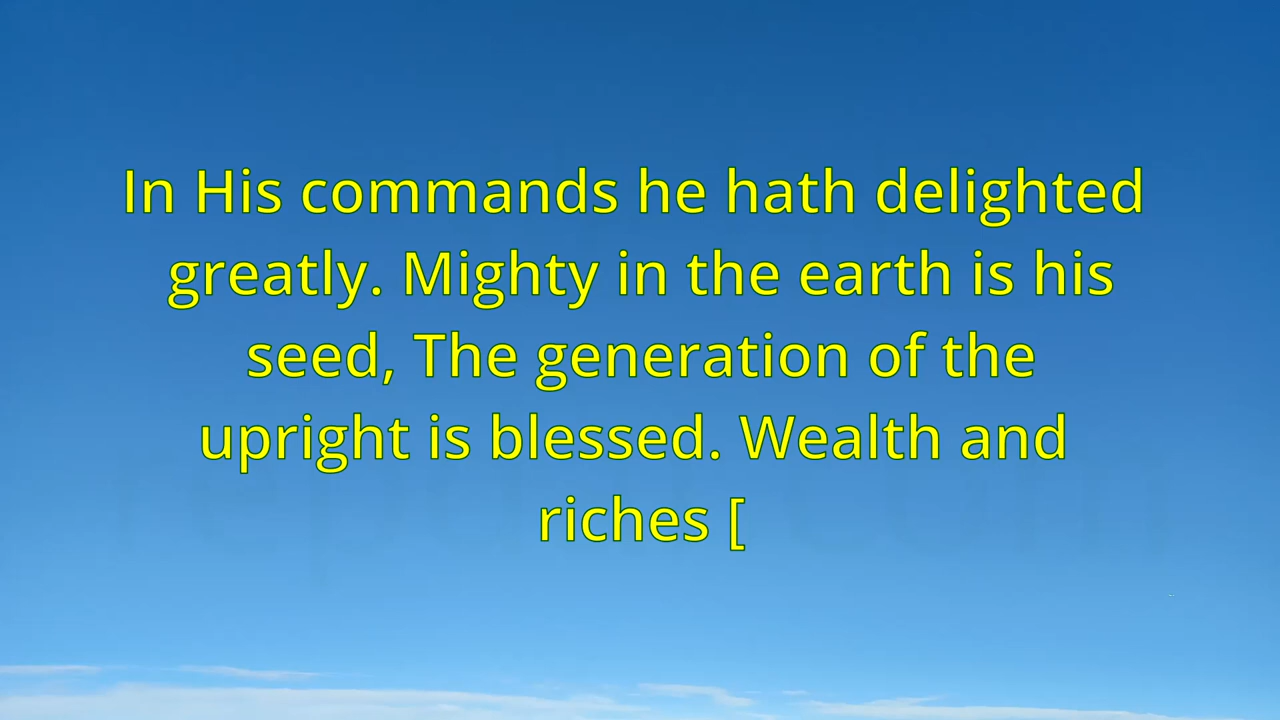 In His commands he hath delighted
greatly. Mighty in the earth is his
seed, The generation of the
upright is blessed. Wealth and
riches [